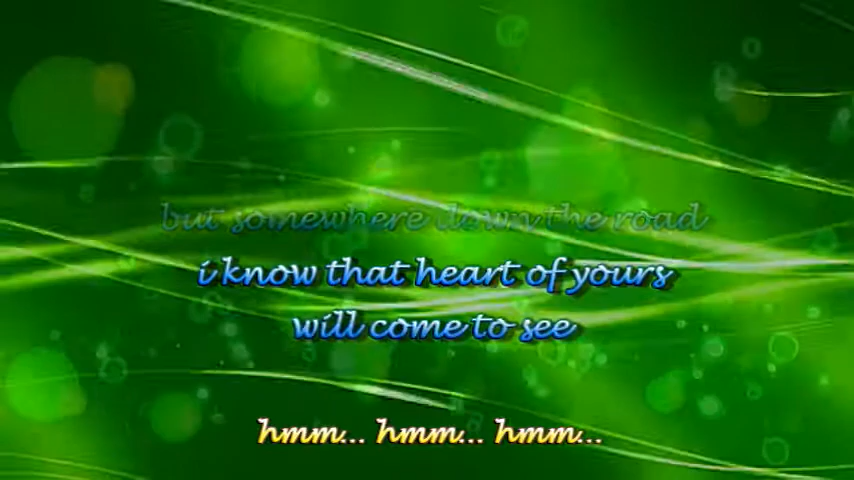 but somewhere down the road
i know that heart of yours
will come to see
hmm... hmm... hmm...